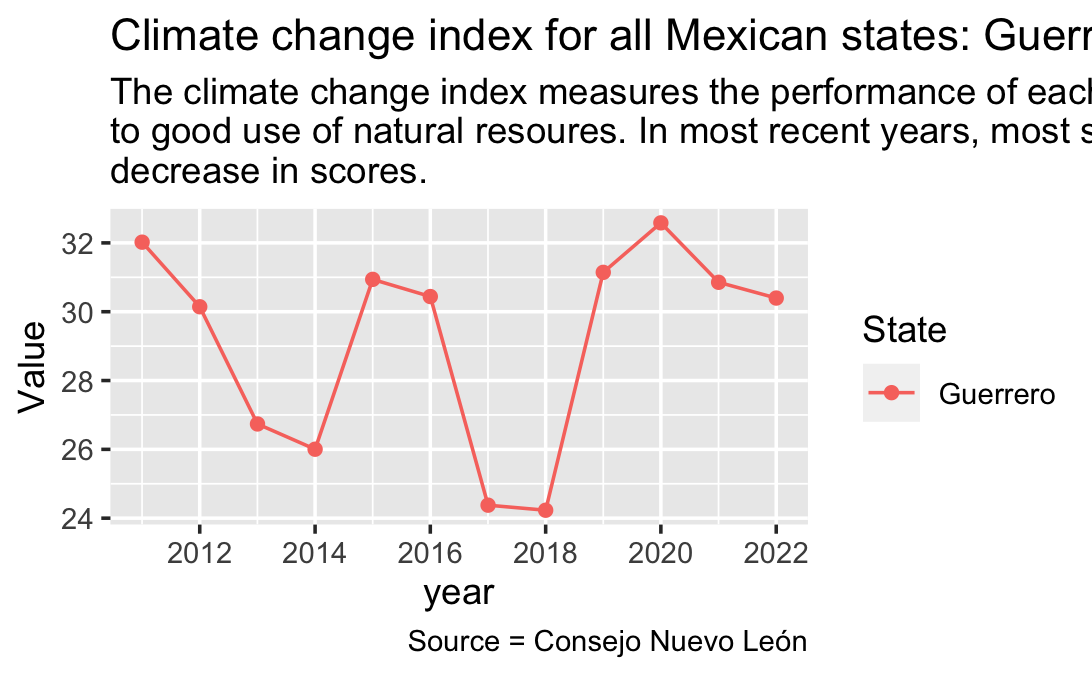 Climate change index for all Mexican states: Guerr
The climate change index measures the performance of each
to good use of natural resoures. In most recent years, most s
decrease in scores.
32
30
28
26
24
Value
2012 2014 2016 2018 2020 2022
year
State
Guerrero
Source = Consejo Nuevo León